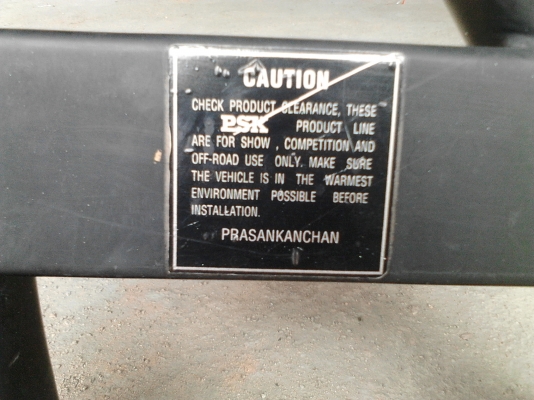 CAUTION
CHECK PRODUCT CLEARANCE, THESE
PSK PRODUCT LINE
ARE FOR SHOW , COMPETITION AND
OFF-ROAD USE ONLY. MAKE SURE
THE VEHICLE IS IN THE WARMEST
ENVIRONMENT POSSIBLE BEFORE
INSTALLATION.
PRASANKANCHAN